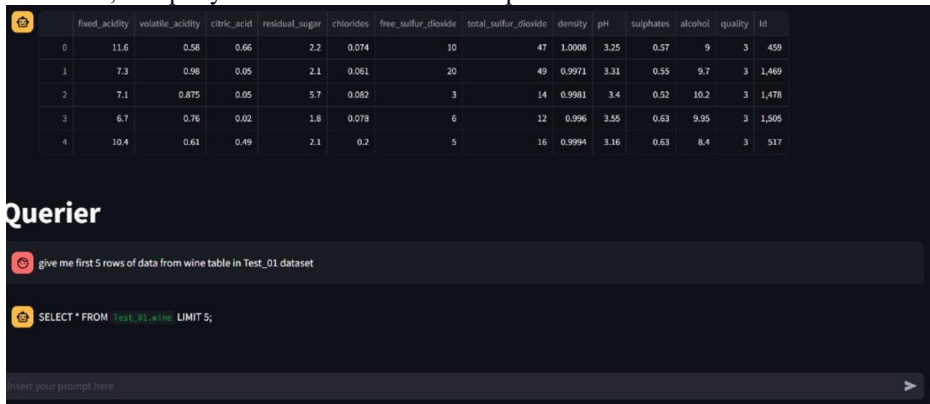 fixed_acidity volatile_acidity citric_acid residual_sugar chlorides free_sulfur_dioxide total_sulfur_dioxide density pH sulphates alcohol quality Id
0 11.6 0.58 0.66 2.2 0.074 10 47 1.0008 3.25 0.57 9 3 459
1 7.3 0.98 0.05 2.1 0.061 20 49 0.9971 3.31 0.55 9.7 3 1,469
2 7.1 0.875 0.05 5.7 0.082 3 14 0.9981 3.4 0.52 10.2 3 1,478
3 6.7 0.76 0.02 1.8 0.078 6 12 0.996 3.55 0.63 9.95 3 1,505
4 10.4 0.61 0.49 2.1 0.2 5 16 0.9994 3.16 0.63 8.4 3 517
Querier
give me first 5 rows of data from wine table in Test_01 dataset
SELECT * FROM Test_01.wine LIMIT 5;
Insert your prompt here